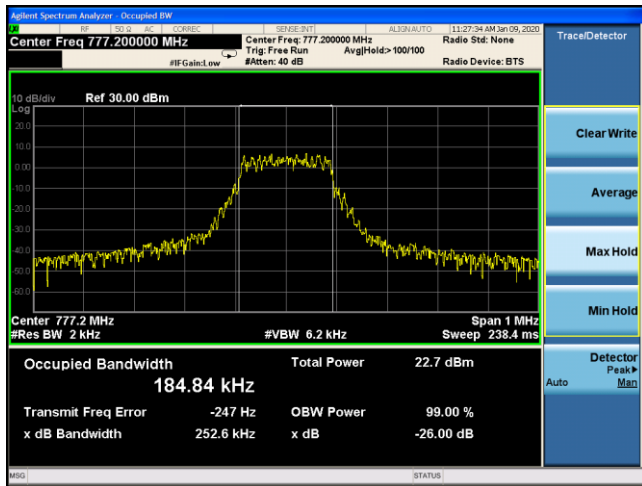 Agilent Spectrum Analyzer - Occupied BW
RF 50 Ω AC CORREC SENSE:INT ALIGN AUTO 11:27:34 AM Jan 09, 2020
Center Freq 777.200000 MHz Center Freq: 777.200000 MHz Radio Std: None
Trig: Free Run Avg|Hold:> 100/100
#IFGain:Low #Atten: 40 dB Radio Device: BTS
10 dB/div Ref 30.00 dBm
Log
20.0
10.0
0.00
-10.0
-20.0
-30.0
-40.0
-50.0
-60.0
Center 777.2 MHz Span 1 MHz
#Res BW 2 kHz #VBW 6.2 kHz Sweep 238.4 ms
Occupied Bandwidth Total Power 22.7 dBm
184.84 kHz
Transmit Freq Error -247 Hz OBW Power 99.00 %
x dB Bandwidth 252.6 kHz x dB -26.00 dB
MSG STATUS
Trace/Detector
Clear Write
Average
Max Hold
Min Hold
Detector
Peak▶
Auto Man